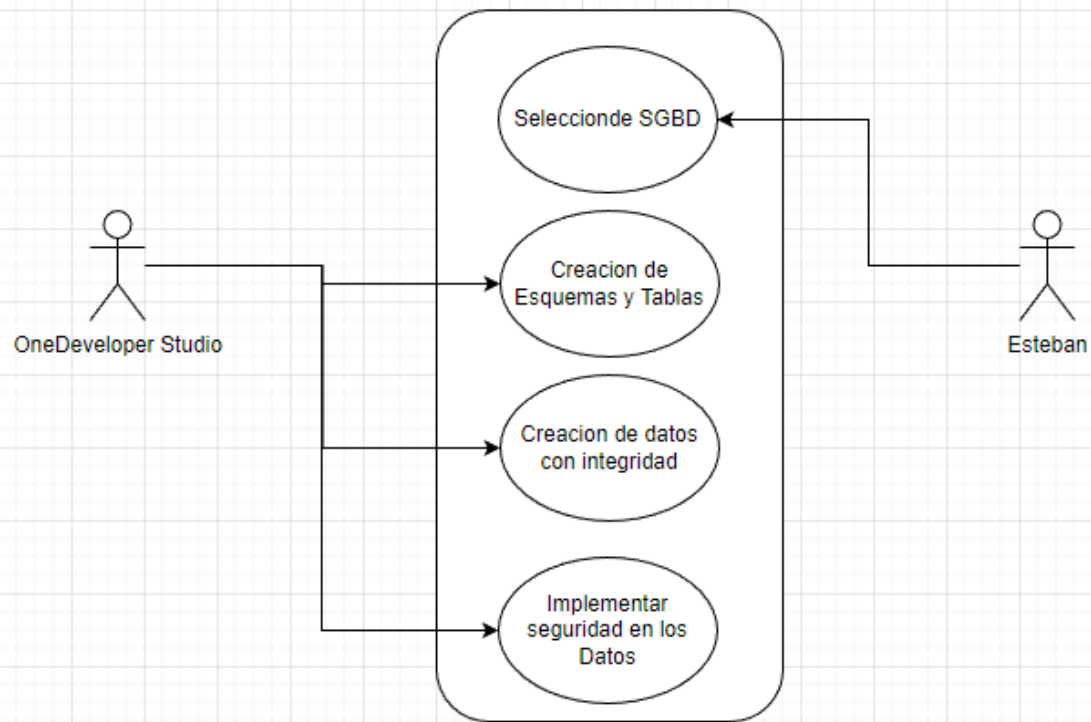 Seleccionde SGBD
Creacion de
Esquemas y Tablas
OneDeveloper Studio
Esteban
Creacion de datos
con integridad
Implementar
seguridad en los
Datos